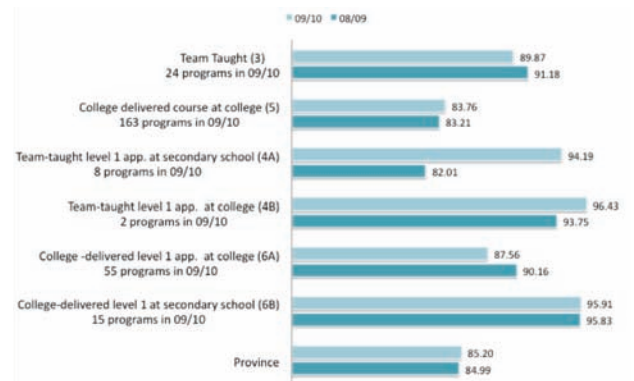 09/10 08/09
Team Taught (3)
24 programs in 09/10
89.87
91.18
College delivered course at college (5)
163 programs in 09/10
83.76
83.21
Team-taught level 1 app. at secondary school (4A)
8 programs in 09/10
94.19
82.01
Team-taught level 1 app. at college (4B)
2 programs in 09/10
96.43
93.75
College -delivered level 1 app. at college (6A)
55 programs in 09/10
87.56
90.16
College-delivered level 1 at secondary school (6B)
15 programs in 09/10
95.91
95.83
Province
85.20
84.99